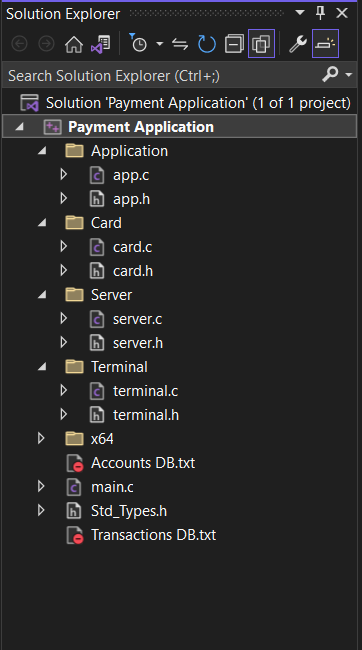 Solution Explorer
Search Solution Explorer (Ctrl+;)
Solution 'Payment Application' (1 of 1 project)
Payment Application
Application
app.c
app.h
Card
card.c
card.h
Server
server.c
server.h
Terminal
terminal.c
terminal.h
x64
Accounts DB.txt
main.c
Std_Types.h
Transactions DB.txt